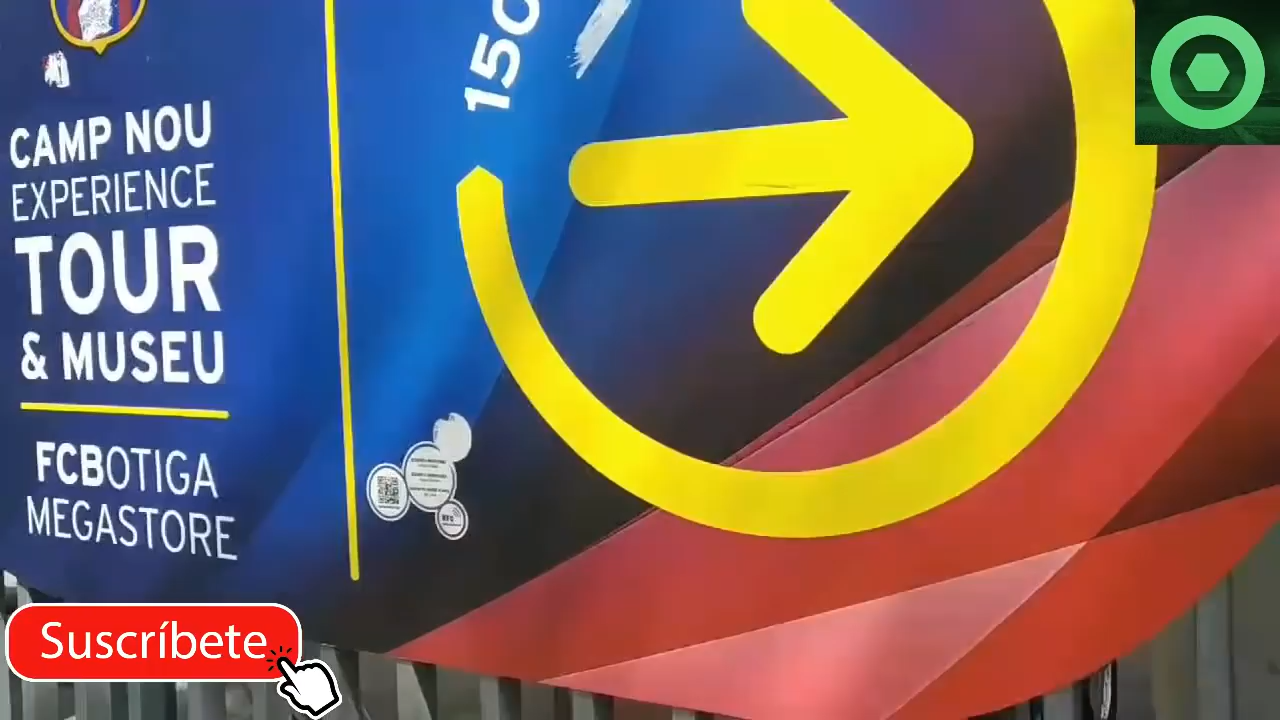 CAMP NOU
EXPERIENCE
TOUR
& MUSEU
FCBOTIGA
MEGASTORE
150
Suscríbete